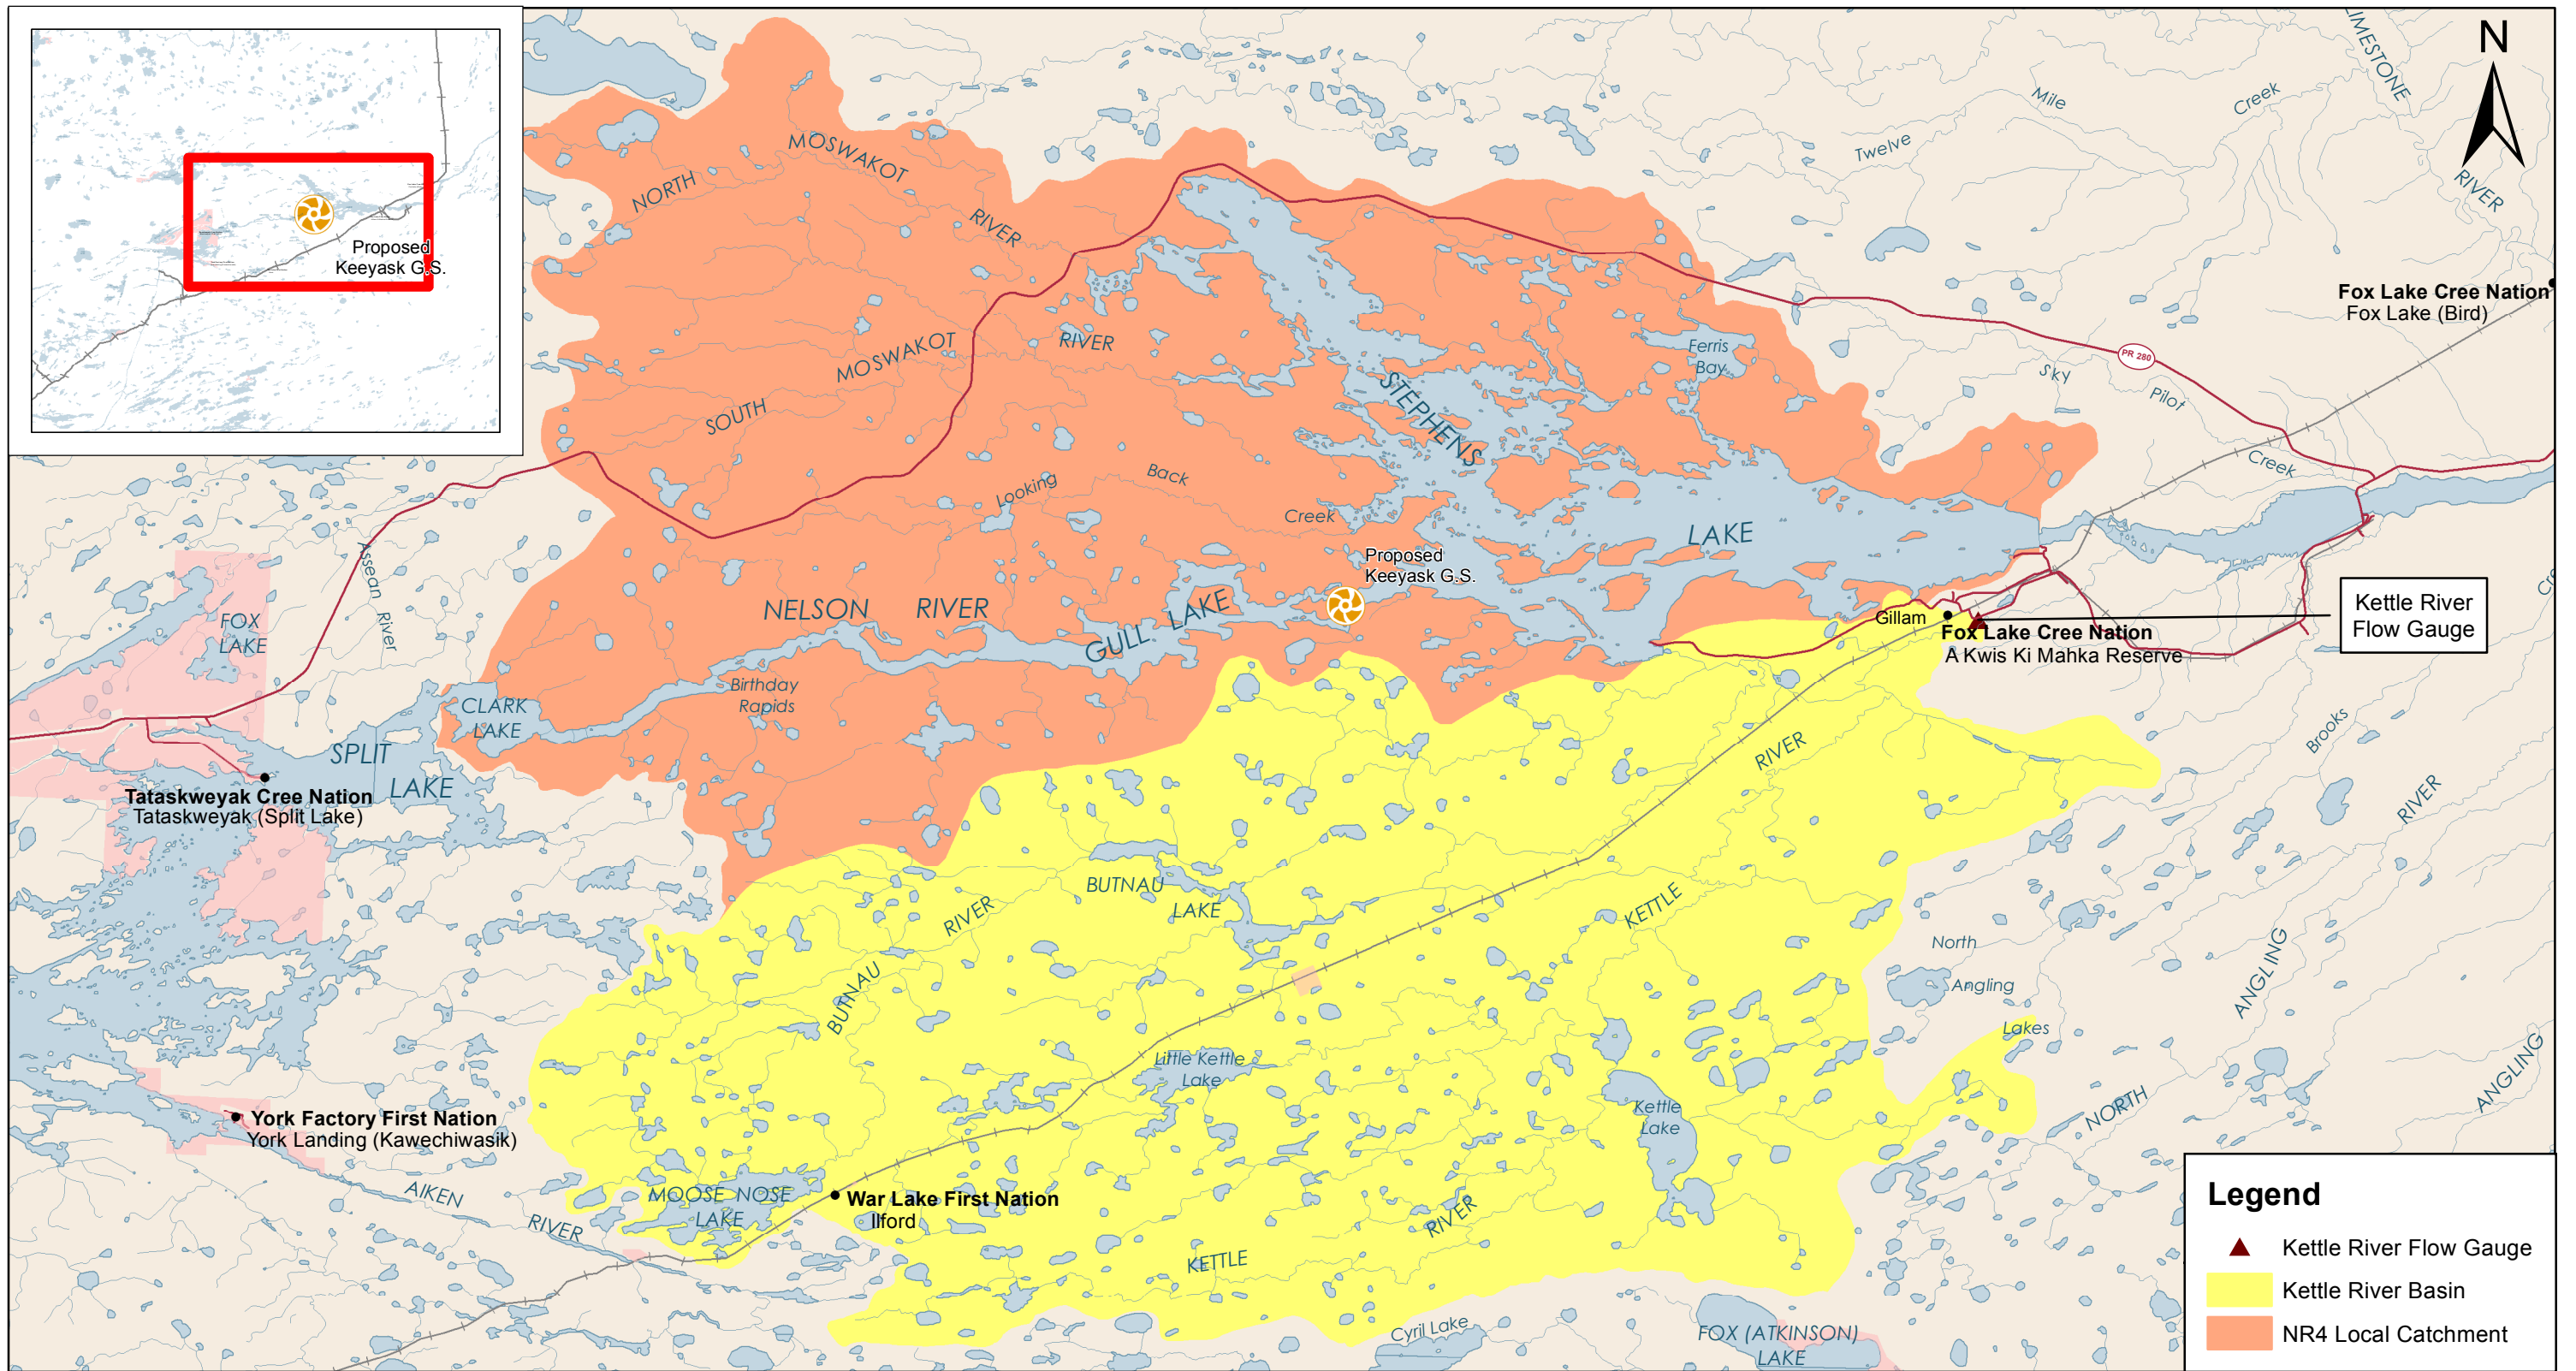 Proposed
Keeyask G.S.
N
LIMESTONE
RIVER
Mile
Creek
Twelve
MOSWAKOT
NORTH
RIVER
Fox Lake Cree Nation
Fox Lake (Bird)
MOSWAKOT
RIVER
SOUTH
Ferris
Bay
PR 280
Sky
Pilot
Creek
STEPHENS
LAKE
Looking
Back
Creek
Proposed
Keeyask G.S.
Assean River
FOX
LAKE
NELSON RIVER
GULL LAKE
Gillam
Fox Lake Cree Nation
A Kwis Ki Mahka Reserve
Kettle River
Flow Gauge
Birthday
Rapids
CLARK
LAKE
SPLIT
LAKE
Tataskweyak Cree Nation
Tataskweyak (Split Lake)
RIVER
Brooks
RIVER
BUTNAU
LAKE
RIVER
BUTNAU
KETTLE
North
Angling
Lakes
ANGLING
ANGLING
NORTH
Little Kettle
Lake
Kettle
Lake
York Factory First Nation
York Landing (Kawechiwasik)
AIKEN
RIVER
MOOSE NOSE
LAKE
War Lake First Nation
Ilford
KETTLE
RIVER
Cyril Lake
FOX (ATKINSON)
LAKE
Legend
Kettle River Flow Gauge
Kettle River Basin
NR4 Local Catchment